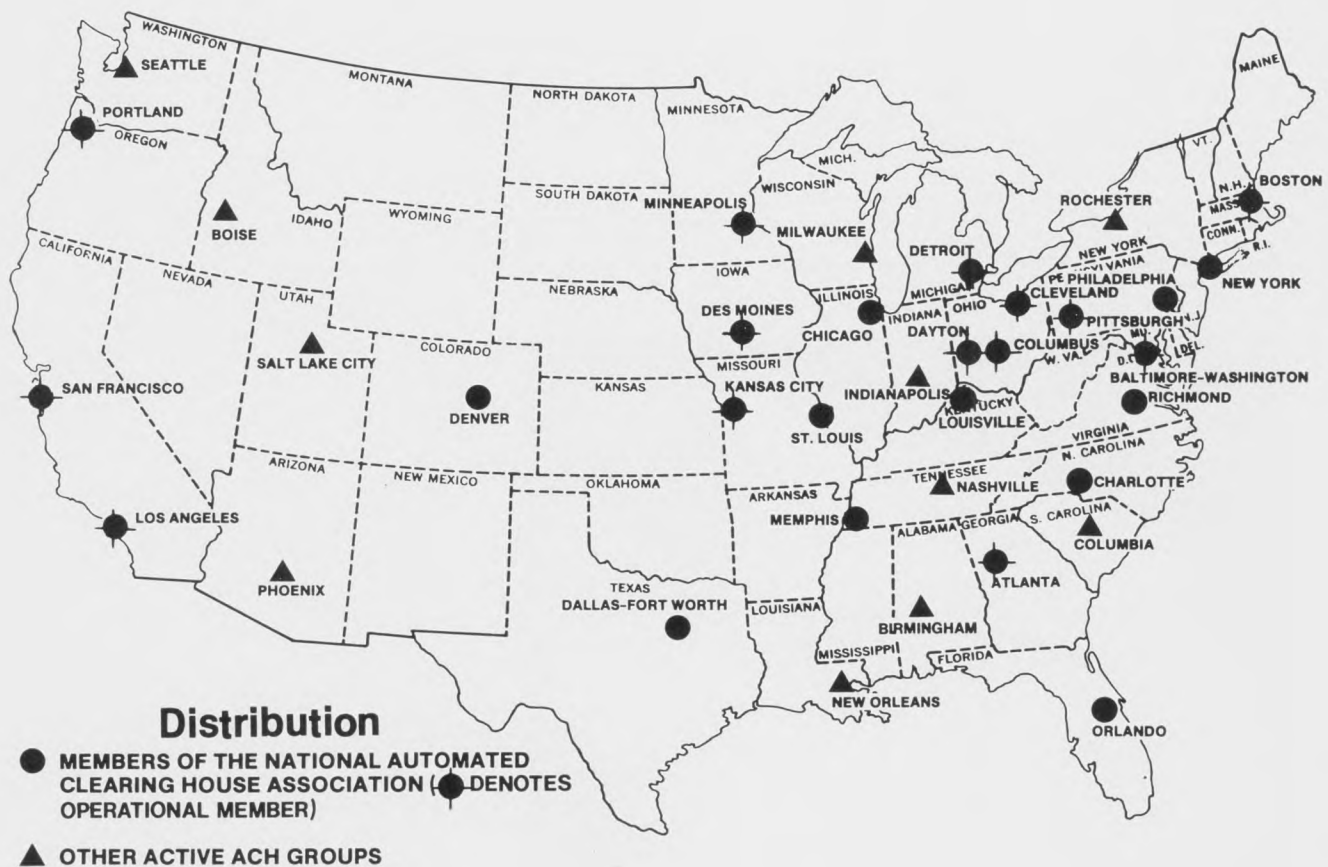 WASHINGTON
SEATTLE
MONTANA
NORTH DAKOTA
MINNESOTA
MAINE
PORTLAND
OREGON
MICH.
VT.
WISCONSIN
SOUTH DAKOTA
N.H.
BOSTON
MASS
MINNEAPOLIS
ROCHESTER
BOISE
IDAHO
WYOMING
MILWAUKEE
CONN.
R.I.
DETROIT
NEW YORK
CALIFORNIA
NEVADA
IOWA
NEBRASKA
UTAH
ILLINOIS
MICHIGAN
INDIANA
OHIO
CLEVELAND
PE
NSYLVANIA
PHILADELPHIA
NEW YORK
DES MOINES
CHICAGO
DAYTON
PITTSBURGH
N.J.
SALT LAKE CITY
COLORADO
COLUMBUS
W. VA.
MD
D.C.
DEL.
MISSOURI
SAN FRANCISCO
KANSAS
KANSAS CITY
INDIANAPOLIS
BALTIMORE-WASHINGTON
DENVER
ST. LOUIS
KENTUCKY
LOUISVILLE
RICHMOND
VIRGINIA
ARIZONA
NEW MEXICO
OKLAHOMA
N. CAROLINA
TENNESSEE
NASHVILLE
CHARLOTTE
ARKANSAS
LOS ANGELES
MEMPHIS
ALABAMA
GEORGIA
S. CAROLINA
COLUMBIA
PHOENIX
TEXAS
DALLAS-FORT WORTH
LOUISIANA
ATLANTA
BIRMINGHAM
MISSISSIPPI
FLORIDA
NEW ORLEANS
ORLANDO
Distribution
MEMBERS OF THE NATIONAL AUTOMATED
CLEARING HOUSE ASSOCIATION ( DENOTES
OPERATIONAL MEMBER)
OTHER ACTIVE ACH GROUPS